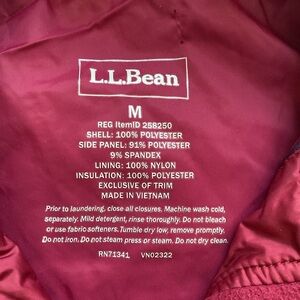 L.L.Bean
M
REG ItemID 25B250
SHELL: 100% POLYESTER
SIDE PANEL: 91% POLYESTER
9% SPANDEX
LINING: 100% NYLON
INSULATION: 100% POLYESTER
EXCLUSIVE OF TRIM
MADE IN VIETNAM
Prior to laundering, close all closures. Machine wash cold,
separately. Mild detergent, rinse thoroughly. Do not bleach
or use fabric softeners. Tumble dry low, remove promptly.
Do not iron. Do not steam press or steam. Do not dry clean.
RN71341 VN02322